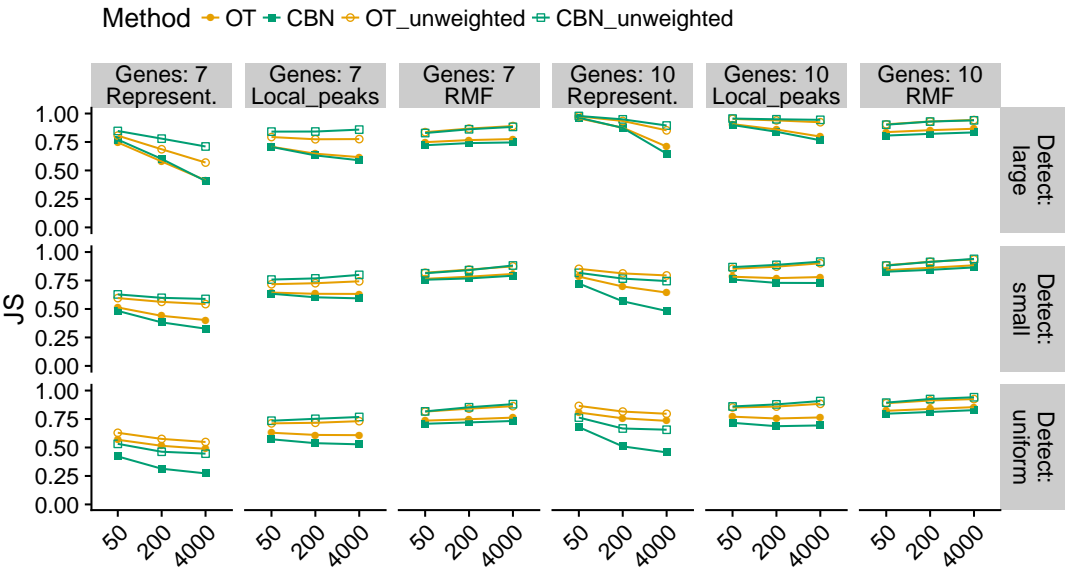 Method OT CBN OT_unweighted CBN_unweighted
Genes: 7 Genes: 7 Genes: 7 Genes: 10 Genes: 10 Genes: 10
Represent. Local_peaks RMF Represent. Local_peaks RMF
JS
1.00
0.75
0.50
0.25
0.00
Detect:
large
1.00
0.75
0.50
0.25
0.00
Detect:
small
1.00
0.75
0.50
0.25
0.00
Detect:
uniform
50 200 4000 50 200 4000 50 200 4000 50 200 4000 50 200 4000 50 200 4000